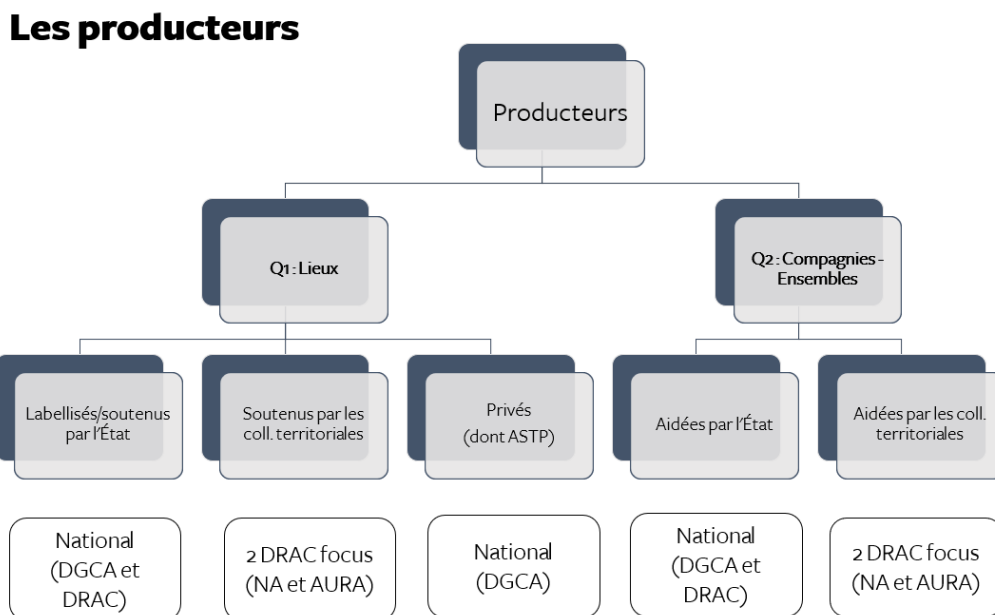 Les producteurs
Producteurs
Q1 : Lieux
Q2 : Compagnies -
Ensembles
Labellisés/soutenus
par l'État
Soutenus par les
coll. territoriales
Privés
(dont ASTP)
Aidées par l'État
Aidées par les coll.
territoriales
National
(DGCA et
DRAC)
2 DRAC focus
(NA et AURA)
National
(DGCA)
National
(DGCA et
DRAC)
2 DRAC focus
(NA et AURA)